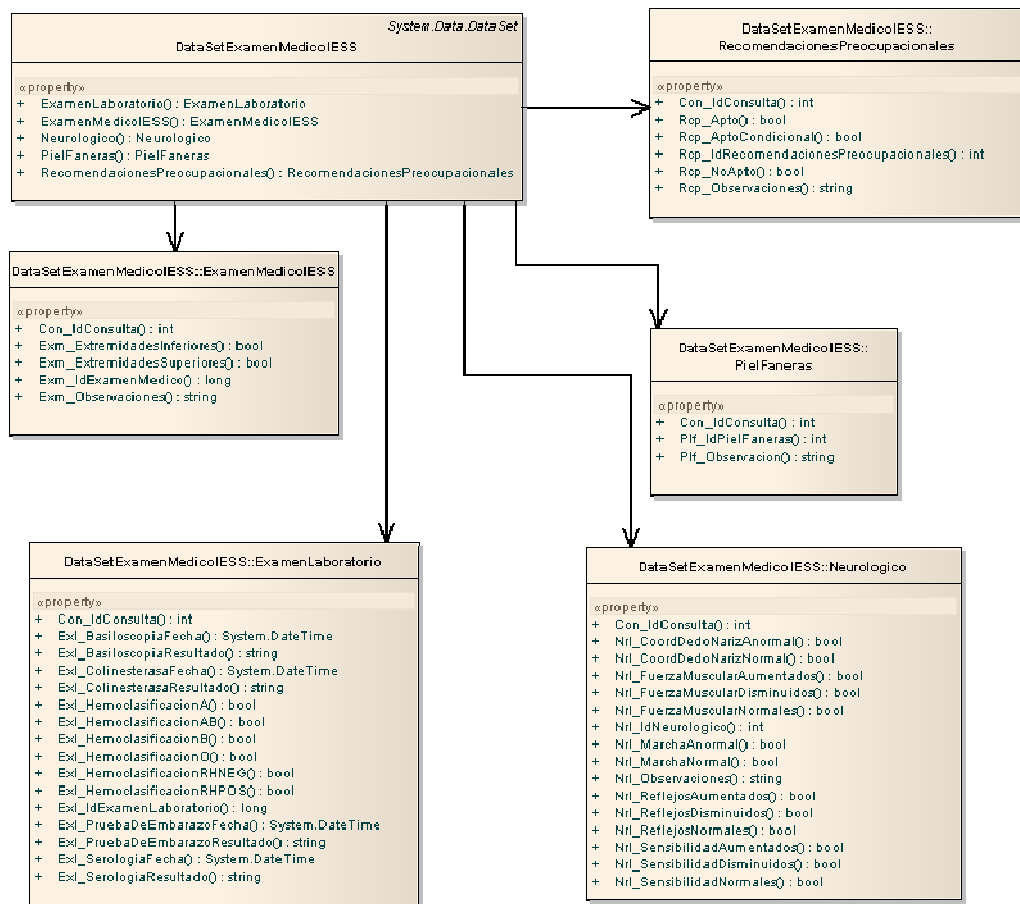 System.Data.DataSet
DataSetExamenMedicoIESS
«property»
+ ExamenLaboratorio() : ExamenLaboratorio
+ ExamenMedicoIESS() : ExamenMedicoIESS
+ Neurologico() : Neurologico
+ PielFaneras() : PielFaneras
+ RecomendacionesPreocupacionales() : RecomendacionesPreocupacionales
DataSetExamenMedicoIESS::
RecomendacionesPreocupacionales
«property»
+ Con_IdConsulta() : int
+ Rcp_Apto() : bool
+ Rcp_AptoCondicional() : bool
+ Rcp_IdRecomendacionesPreocupacionales() : int
+ Rcp_NoApto() : bool
+ Rcp_Observaciones() : string
DataSetExamenMedicoIESS::ExamenMedicoIESS
«property»
+ Con_IdConsulta() : int
+ Exm_ExtremidadesInferiores() : bool
+ Exm_ExtremidadesSuperiores() : bool
+ Exm_IdExamenMedico() : long
+ Exm_Observaciones() : string
DataSetExamenMedicoIESS::
PielFaneras
«property»
+ Con_IdConsulta() : int
+ Plf_IdPielFaneras() : int
+ Plf_Observacion() : string
DataSetExamenMedicoIESS::ExamenLaboratorio
«property»
+ Con_IdConsulta() : int
+ Exl_BasiloscopiaFecha() : System.DateTime
+ Exl_BasiloscopiaResultado() : string
+ Exl_ColinesterasaFecha() : System.DateTime
+ Exl_ColinesterasaResultado() : string
+ Exl_HemoclasificacionA() : bool
+ Exl_HemoclasificacionAB() : bool
+ Exl_HemoclasificacionB() : bool
+ Exl_HemoclasificacionO() : bool
+ Exl_HemoclasificacionRHNEG() : bool
+ Exl_HemoclasificacionRHPOS() : bool
+ Exl_IdExamenLaboratorio() : long
+ Exl_PruebaDeEmbarazoFecha() : System.DateTime
+ Exl_PruebaDeEmbarazoResultado() : string
+ Exl_SerologiaFecha() : System.DateTime
+ Exl_SerologiaResultado() : string
DataSetExamenMedicoIESS::Neurologico
«property»
+ Con_IdConsulta() : int
+ Nrl_CoordDedoNarizAnormal() : bool
+ Nrl_CoordDedoNarizNormal() : bool
+ Nrl_FuerzaMuscularAumentados() : bool
+ Nrl_FuerzaMuscularDisminuidos() : bool
+ Nrl_FuerzaMuscularNormales() : bool
+ Nrl_IdNeurologico() : int
+ Nrl_MarchaAnormal() : bool
+ Nrl_MarchaNormal() : bool
+ Nrl_Observaciones() : string
+ Nrl_ReflejosAumentados() : bool
+ Nrl_ReflejosDisminuidos() : bool
+ Nrl_ReflejosNormales() : bool
+ Nrl_SensibilidadAumentados() : bool
+ Nrl_SensibilidadDisminuidos() : bool
+ Nrl_SensibilidadNormales() : bool